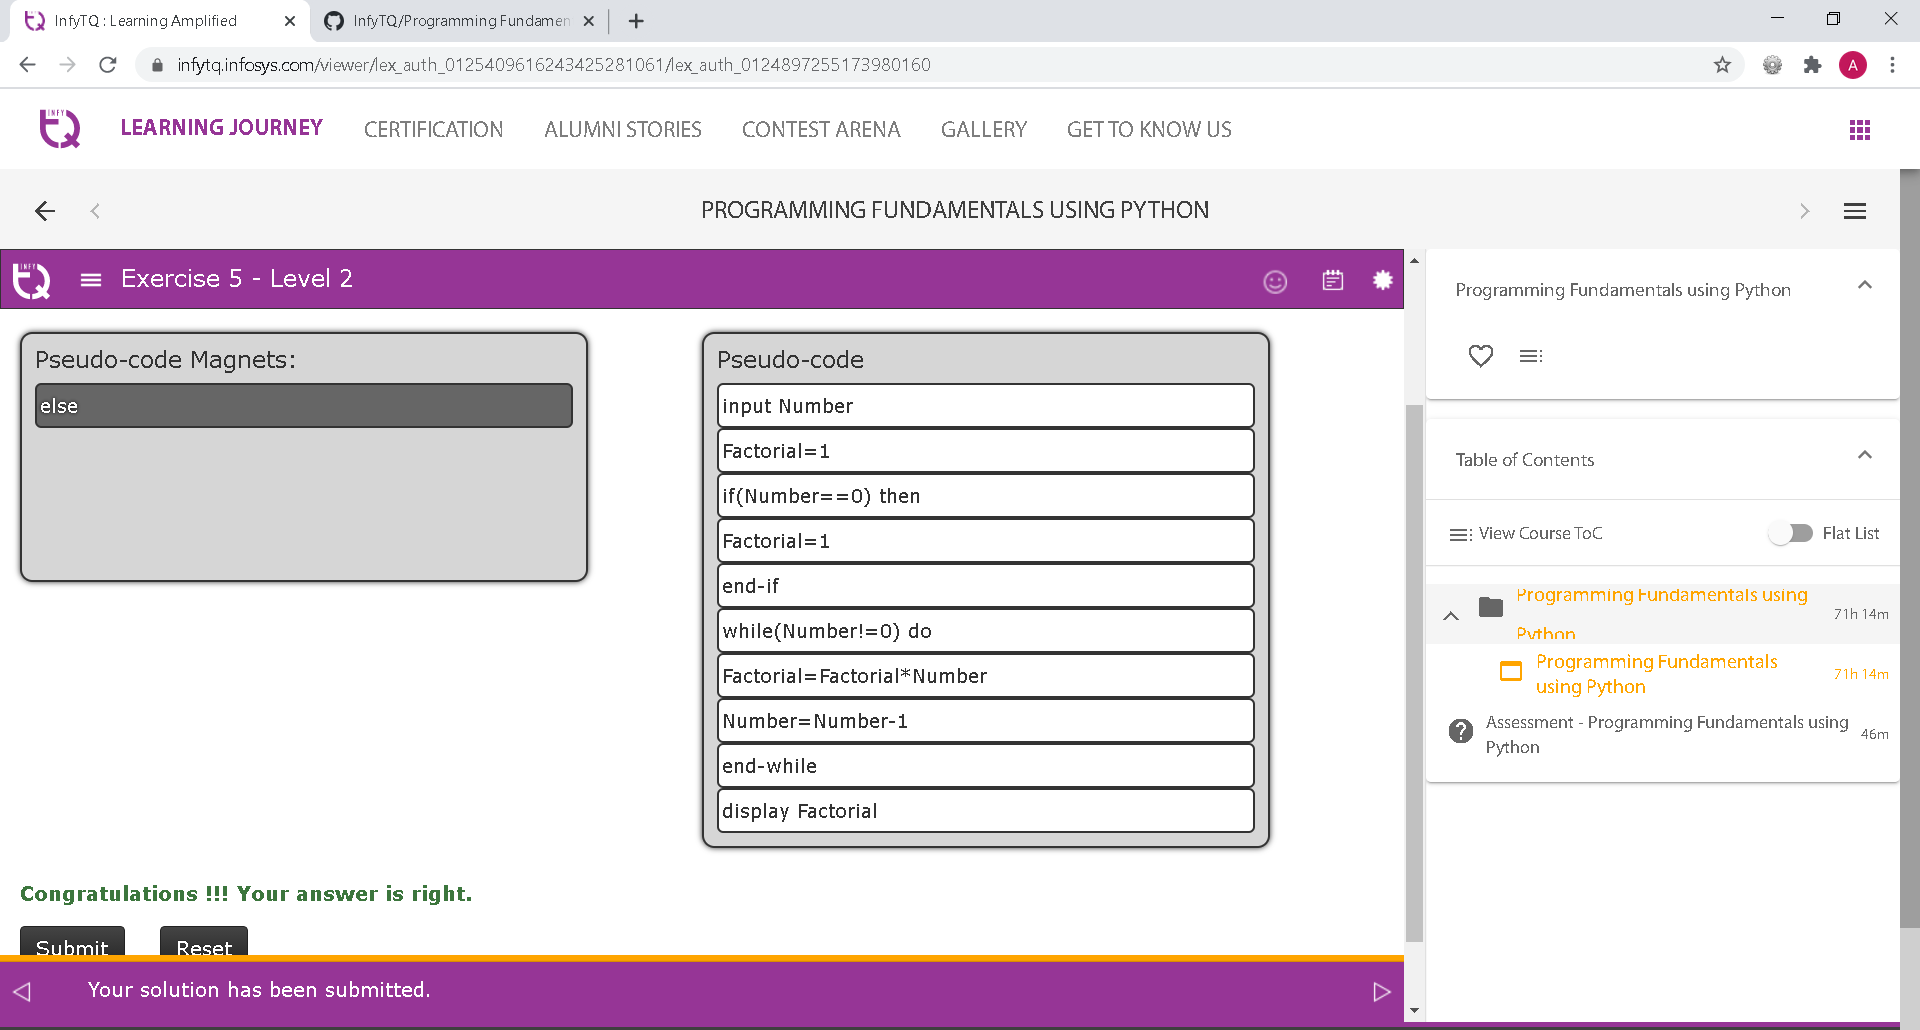 InfyTQ : Learning Amplified
InfyTQ/Programming Fundamen
infytq.infosys.com/viewer/lex_auth_0125409616243425281061/lex_auth_0124897255173980160
A
INFY
TQ
LEARNING JOURNEY
CERTIFICATION
ALUMNI STORIES
CONTEST ARENA
GALLERY
GET TO KNOW US
PROGRAMMING FUNDAMENTALS USING PYTHON
INFY
TQ
Exercise 5 - Level 2
Pseudo-code Magnets:
else
Pseudo-code
input Number
Factorial=1
if(Number==0) then
Factorial=1
end-if
while(Number!=0) do
Factorial=Factorial*Number
Number=Number-1
end-while
display Factorial
Congratulations !!! Your answer is right.
Submit
Reset
Your solution has been submitted.
Programming Fundamentals using Python
Table of Contents
View Course ToC
Flat List
Programming Fundamentals using
Python
71h 14m
Programming Fundamentals
using Python
71h 14m
Assessment - Programming Fundamentals using
Python
46m